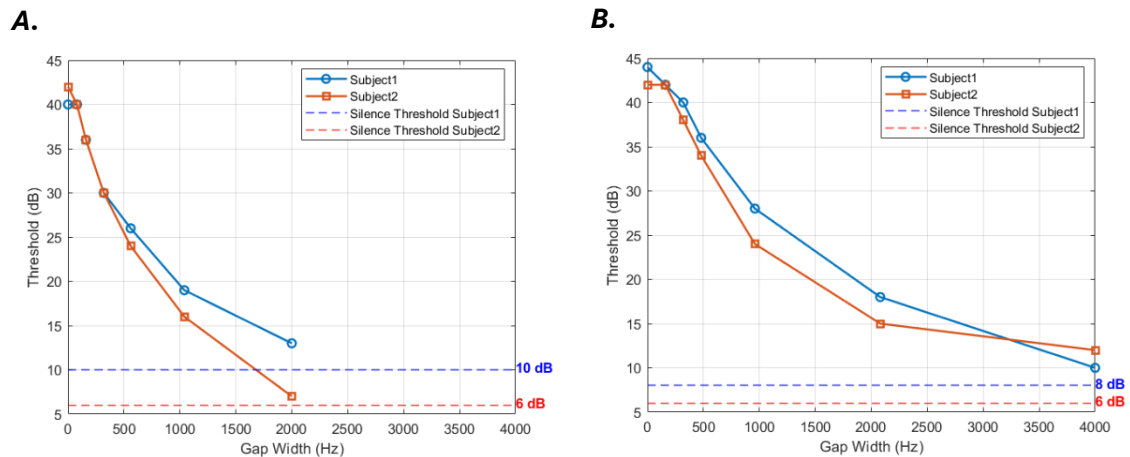 A.
45
40
35
30
25
20
15
10
5
Threshold (dB)
0 500 1000 1500 2000 2500 3000 3500 4000
Gap Width (Hz)
Subject1
Subject2
Silence Threshold Subject1
Silence Threshold Subject2
10 dB
6 dB
B.
45
40
35
30
25
20
15
10
5
Threshold (dB)
0 500 1000 1500 2000 2500 3000 3500 4000
Gap Width (Hz)
Subject1
Subject2
Silence Threshold Subject1
Silence Threshold Subject2
8 dB
6 dB